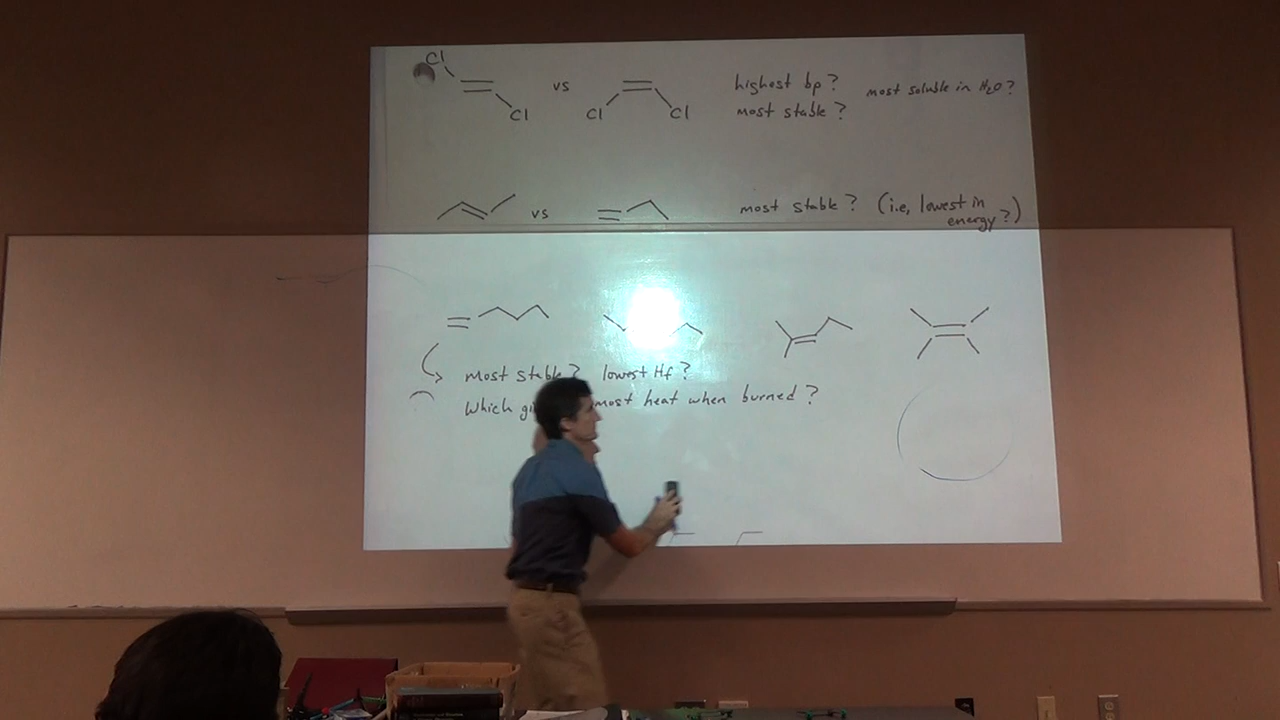 Cl
Cl
vs
Cl
Cl
highest bp?
most soluble in H2O?
most stable?
vs
most stable? (i.e, lowest in
energy?)
most stable? lowest Hf?
Which most heat when burned?